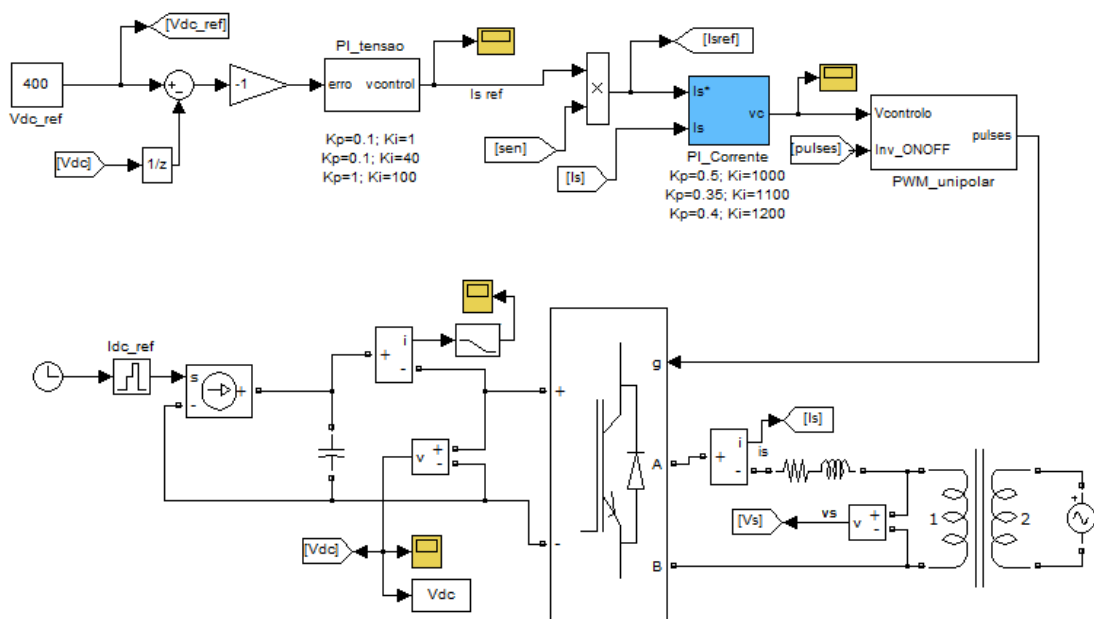 [Vdc_ref]
400
Vdc_ref
[Vdc]
1/z
+
-
-1
PI_tensao
erro vcontrol
Kp=0.1; Ki=1
Kp=0.1; Ki=40
Kp=1; Ki=100
Is ref
[sen]
×
[Isref]
[Is]
Is*
Is
vc
PI_Corrente
Kp=0.5; Ki=1000
Kp=0.35; Ki=1100
Kp=0.4; Ki=1200
[pulses]
Vcontrolo
Inv_ONOFF
pulses
PWM_unipolar
Idc_ref
s
-
+
i
+
-
v
+
-
[Vdc]
Vdc
+
-
g
A
B
[Is]
i
is
+
-
[Vs]
vs
v
+
-
1
2
+